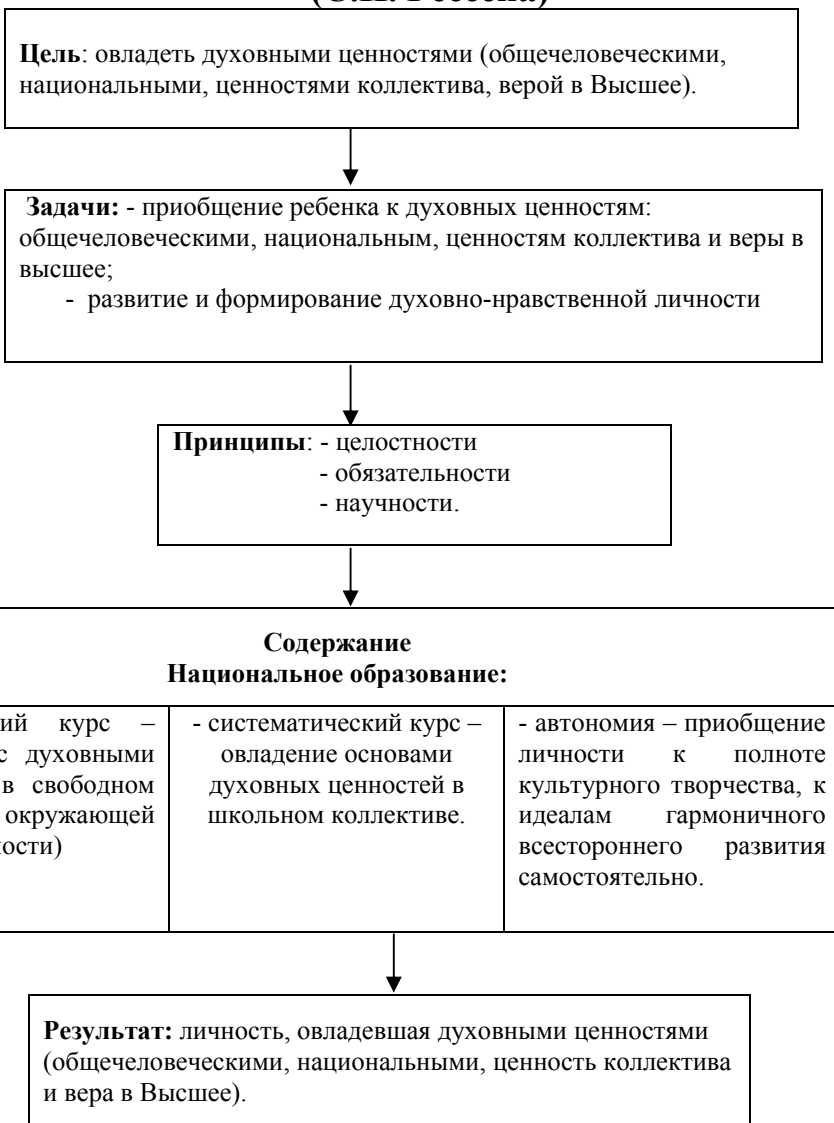 (С.И. Гессена)
Цель: овладеть духовными ценностями (общечеловеческими,
национальными, ценностями коллектива, верой в Высшее).
Задачи: - приобщение ребенка к духовных ценностям:
общечеловеческими, национальным, ценностям коллектива и веры в
высшее;
- развитие и формирование духовно-нравственной личности
Принципы: - целостности
- обязательности
- научности.
Содержание
Национальное образование:
ий курс –
с духовными
в свободном
окружающей
ости)
- систематический курс –
овладение основами
духовных ценностей в
школьном коллективе.
- автономия – приобщение
личности к полноте
культурного творчества, к
идеалам гармоничного
всестороннего развития
самостоятельно.
Результат: личность, овладевшая духовными ценностями
(общечеловеческими, национальными, ценность коллектива
и вера в Высшее).